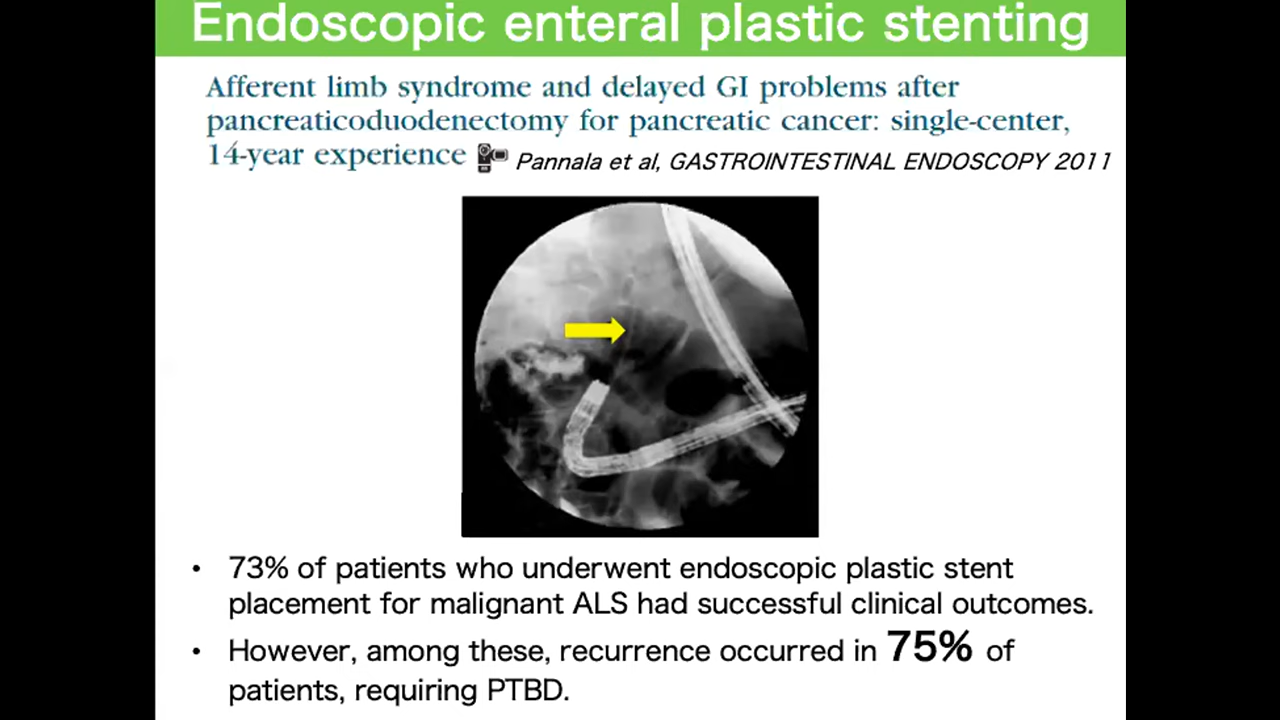 Endoscopic enteral plastic stenting
Afferent limb syndrome and delayed GI problems after
pancreaticoduodenectomy for pancreatic cancer: single-center,
14-year experience Pannala et al, GASTROINTESTINAL ENDOSCOPY 2011
• 73% of patients who underwent endoscopic plastic stent
placement for malignant ALS had successful clinical outcomes.
• However, among these, recurrence occurred in 75% of
patients, requiring PTBD.